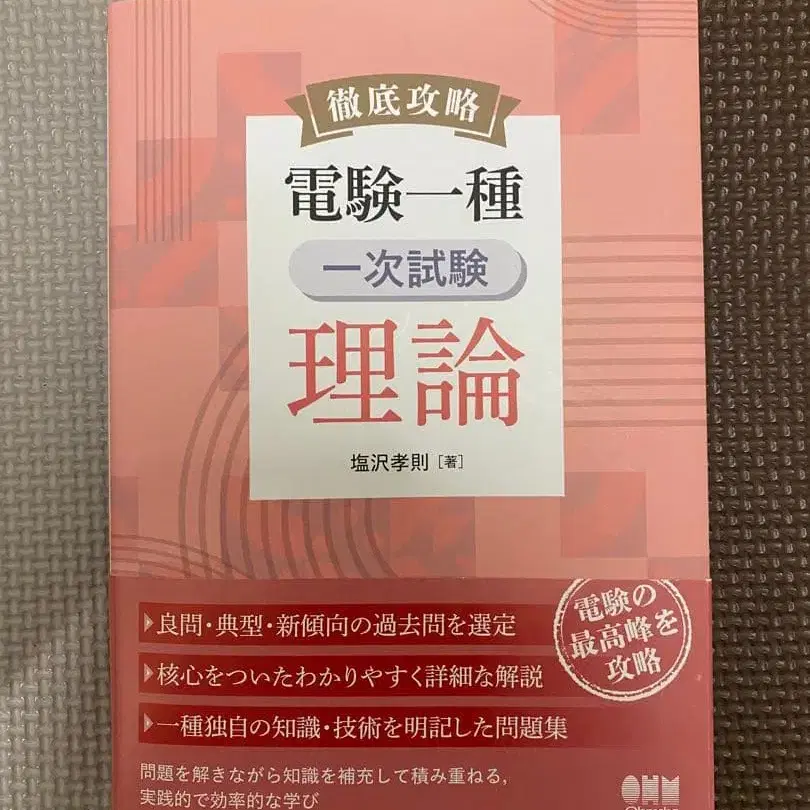 徹底攻略
電験一種
一次試験
理論
塩沢孝則[著]
電験の
最高峰を
攻略
▶良問・典型・新傾向の過去問を選定
▶核心をついたわかりやすく詳細な解説
▶一種独自の知識・技術を明記した問題集
問題を解きながら知識を補充して積み重ねる,
実践的で効率的な学び
OHM
Ohmsha